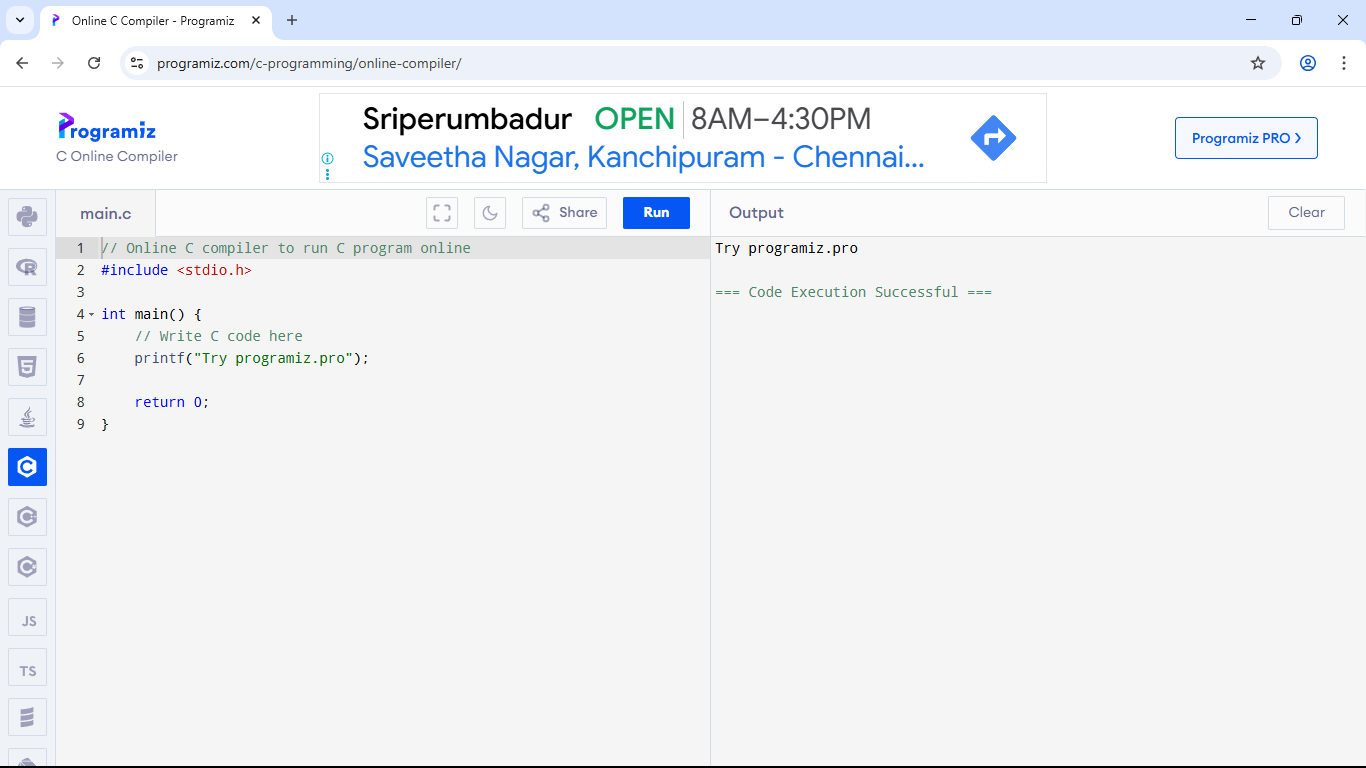 Online C Compiler - Programiz
programiz.com/c-programming/online-compiler/
Programiz
C Online Compiler
Sriperumbadur OPEN 8AM–4:30PM
Saveetha Nagar, Kanchipuram - Chennai...
Programiz PRO >
main.c
Share
Run
Output
Clear
1 // Online C compiler to run C program online
2 #include <stdio.h>
3
4 int main() {
5 // Write C code here
6 printf("Try programiz.pro");
7
8 return 0;
9 }
Try programiz.pro
=== Code Execution Successful ===
JS
TS